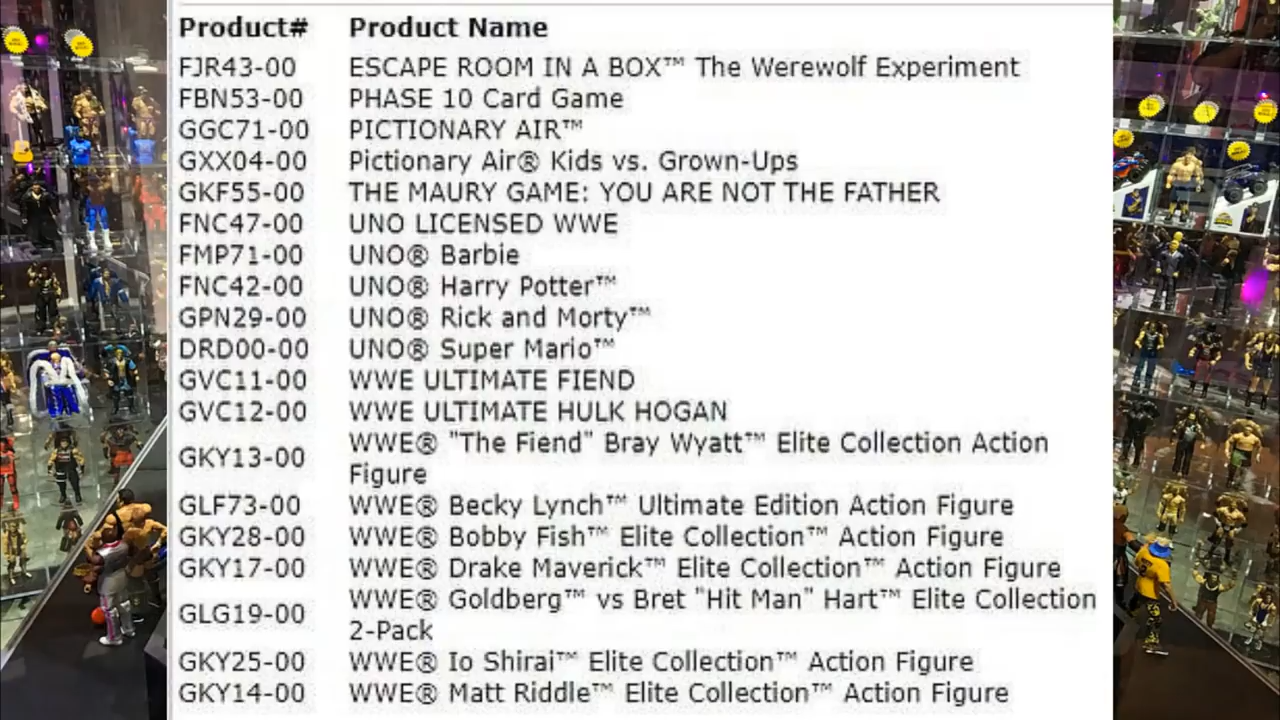 Product# Product Name
FJR43-00 ESCAPE ROOM IN A BOX™ The Werewolf Experiment
FBN53-00 PHASE 10 Card Game
GGC71-00 PICTIONARY AIR™
GXX04-00 Pictionary Air® Kids vs. Grown-Ups
GKF55-00 THE MAURY GAME: YOU ARE NOT THE FATHER
FNC47-00 UNO LICENSED WWE
FMP71-00 UNO® Barbie
FNC42-00 UNO® Harry Potter™
GPN29-00 UNO® Rick and Morty™
DRD00-00 UNO® Super Mario™
GVC11-00 WWE ULTIMATE FIEND
GVC12-00 WWE ULTIMATE HULK HOGAN
GKY13-00 WWE® "The Fiend" Bray Wyatt™ Elite Collection Action
Figure
GLF73-00 WWE® Becky Lynch™ Ultimate Edition Action Figure
GKY28-00 WWE® Bobby Fish™ Elite Collection™ Action Figure
GKY17-00 WWE® Drake Maverick™ Elite Collection™ Action Figure
GLG19-00 WWE® Goldberg™ vs Bret "Hit Man" Hart™ Elite Collection
2-Pack
GKY25-00 WWE® Io Shirai™ Elite Collection™ Action Figure
GKY14-00 WWE® Matt Riddle™ Elite Collection™ Action Figure